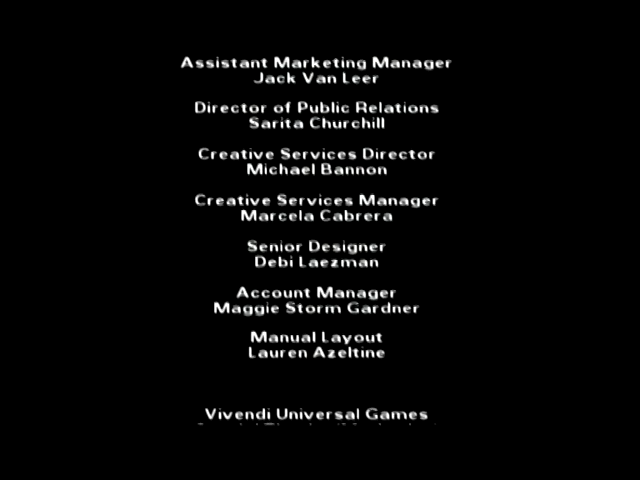 Assistant Marketing Manager
Jack Van Leer
Director of Public Relations
Sarita Churchill
Creative Services Director
Michael Bannon
Creative Services Manager
Marcela Cabrera
Senior Designer
Debi Laezman
Account Manager
Maggie Storm Gardner
Manual Layout
Lauren Azeltine
Vivendi Universal Games